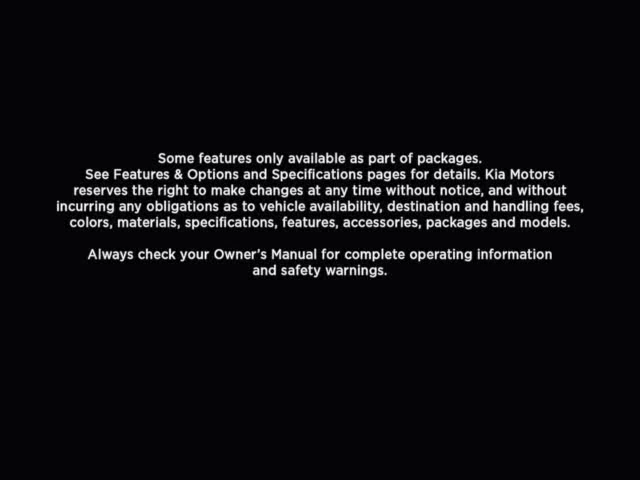 Some features only available as part of packages.
See Features & Options and Specifications pages for details. Kia Motors
reserves the right to make changes at any time without notice, and without
incurring any obligations as to vehicle availability, destination and handling fees,
colors, materials, specifications, features, accessories, packages and models.
Always check your Owner's Manual for complete operating information
and safety warnings.